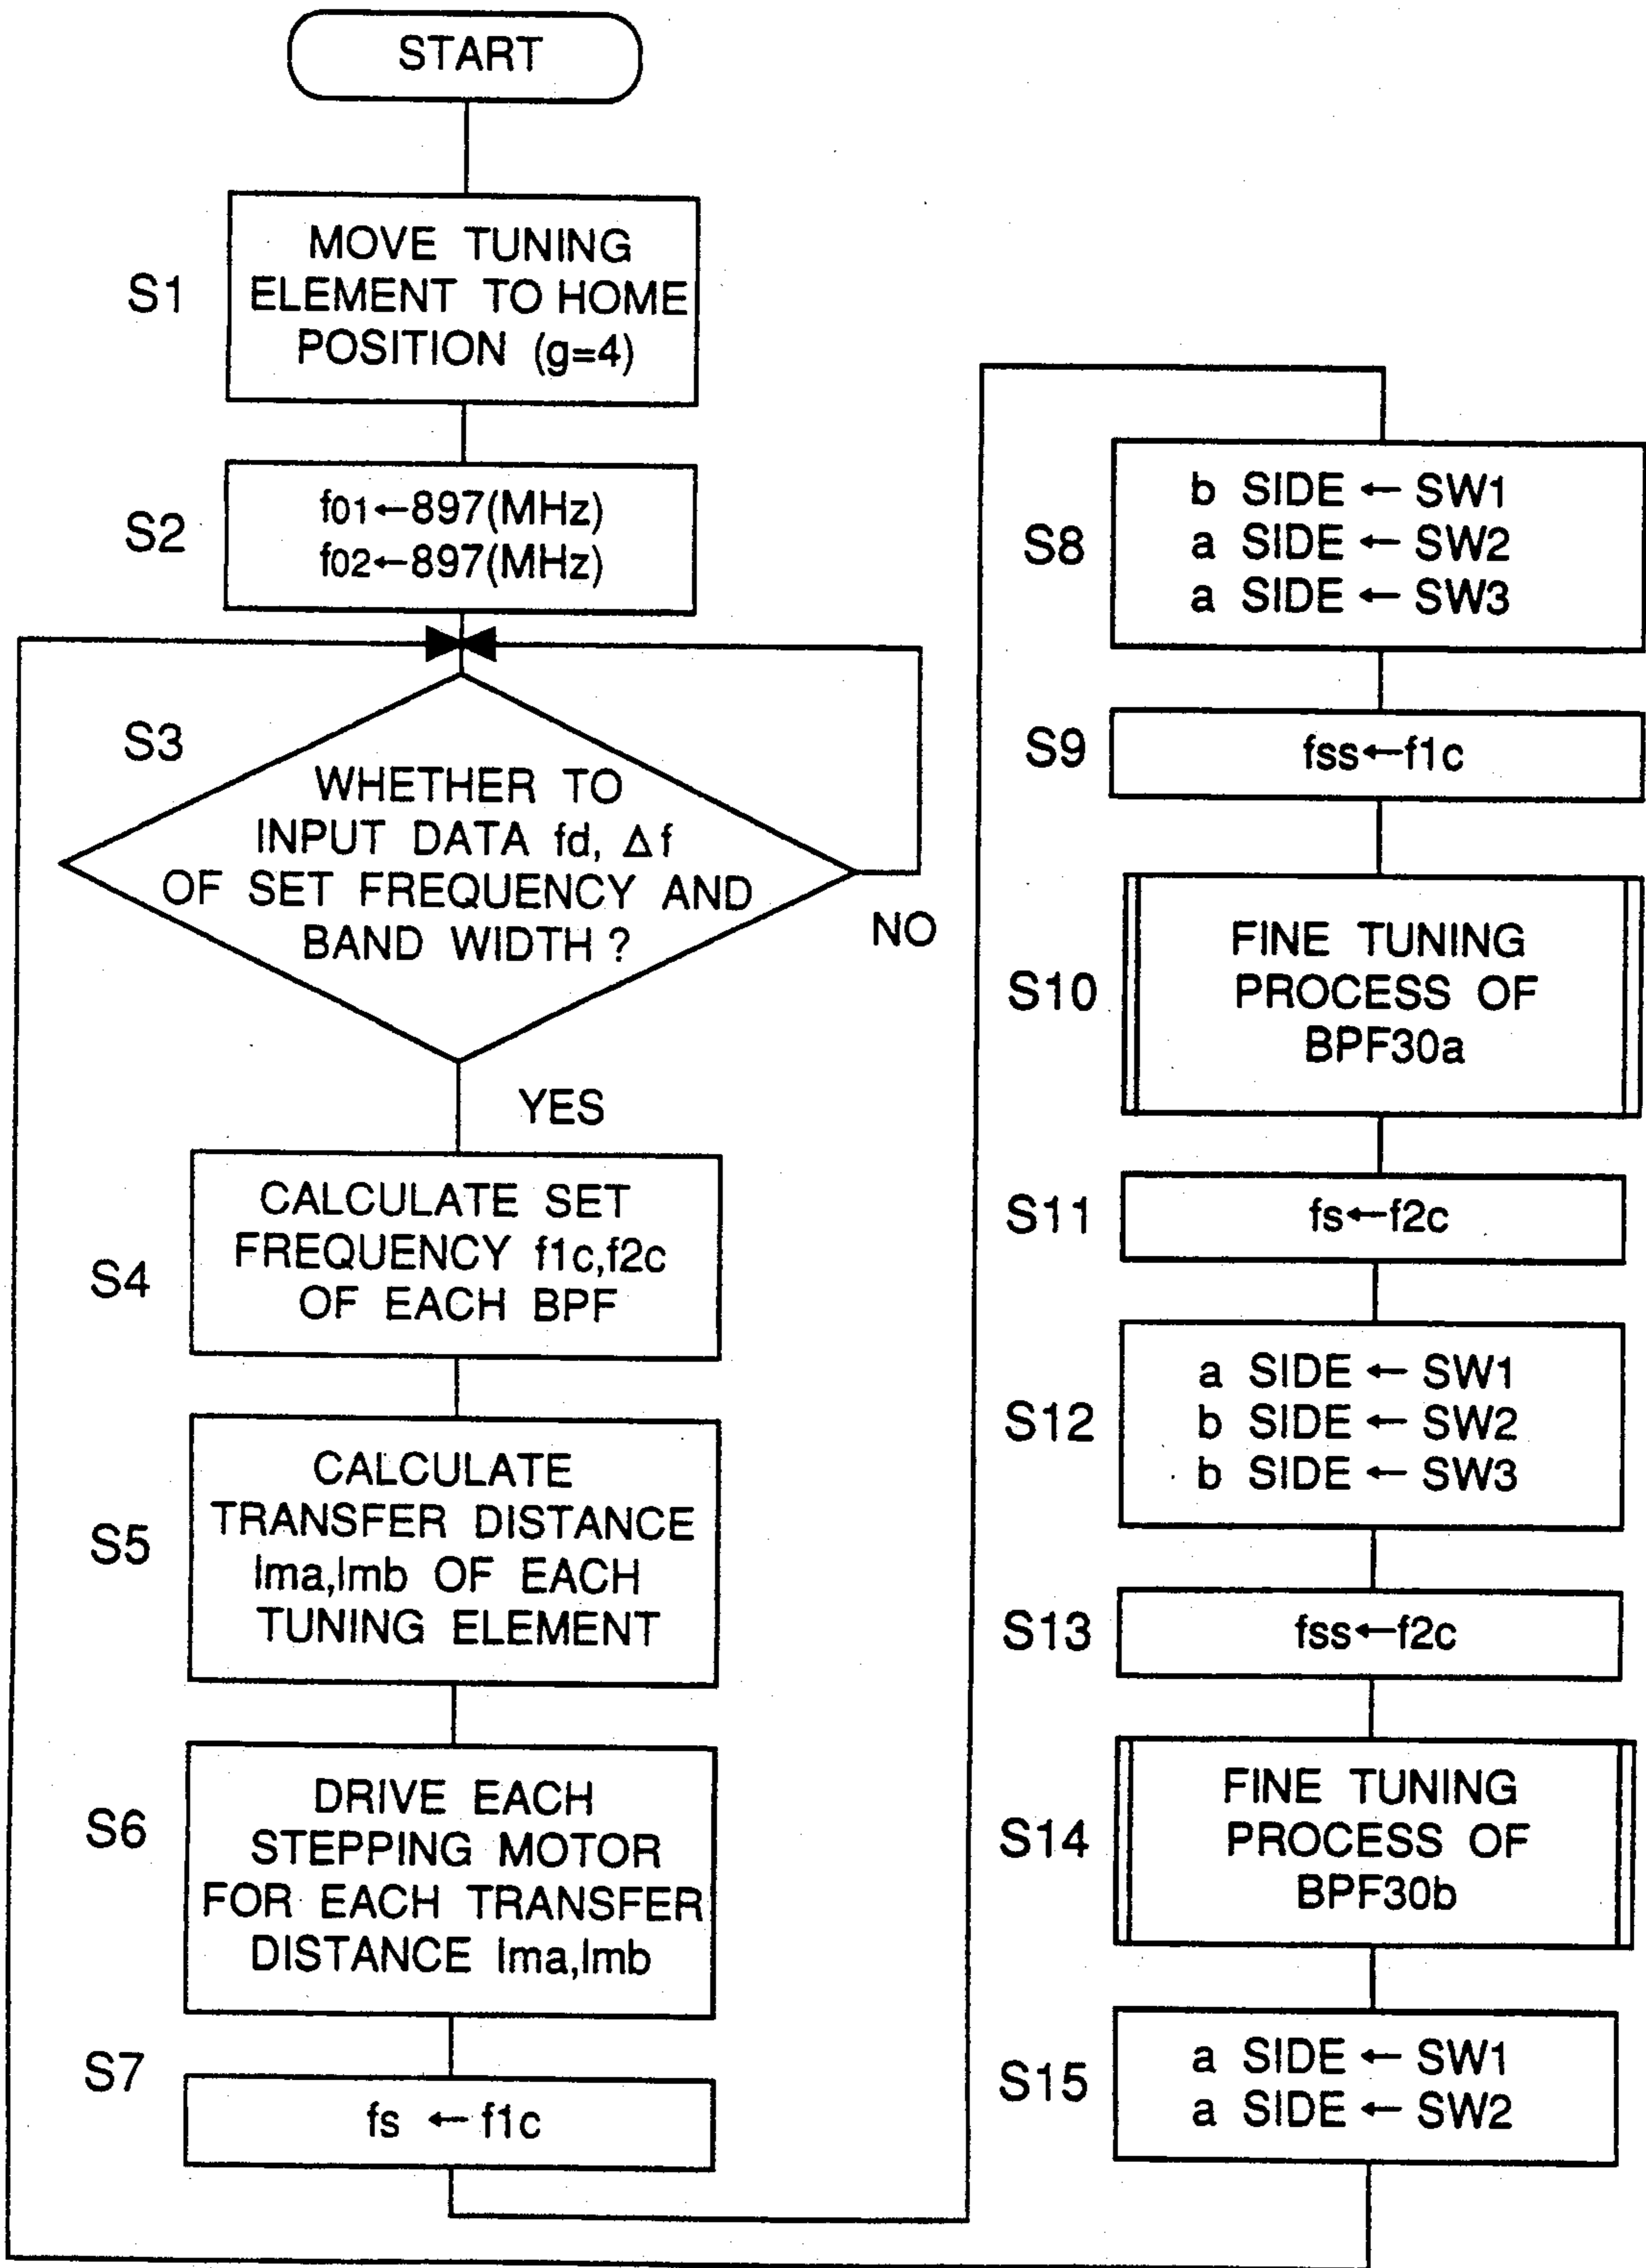 START
S1
MOVE TUNING
ELEMENT TO HOME
POSITION (g=4)
S2
f01←897(MHz)
f02←897(MHz)
S3
WHETHER TO
INPUT DATA fd, Δf
OF SET FREQUENCY AND
BAND WIDTH ?
NO
YES
S4
CALCULATE SET
FREQUENCY f1c,f2c
OF EACH BPF
S5
CALCULATE
TRANSFER DISTANCE
lma,lmb OF EACH
TUNING ELEMENT
S6
DRIVE EACH
STEPPING MOTOR
FOR EACH TRANSFER
DISTANCE lma,lmb
S7
fs ← f1c
S8
b SIDE ← SW1
a SIDE ← SW2
a SIDE ← SW3
S9
fss←f1c
S10
FINE TUNING
PROCESS OF
BPF30a
S11
fs←f2c
S12
a SIDE ← SW1
b SIDE ← SW2
b SIDE ← SW3
S13
fss←f2c
S14
FINE TUNING
PROCESS OF
BPF30b
S15
a SIDE ← SW1
a SIDE ← SW2